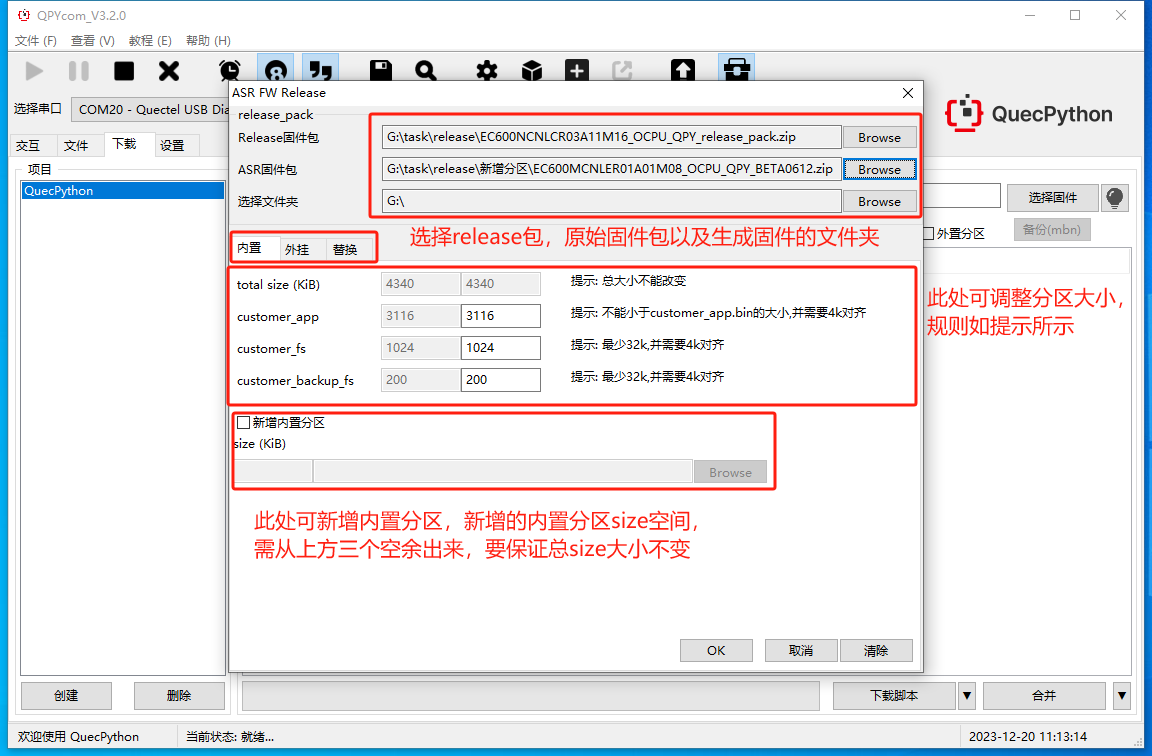 QPYcom_V3.2.0
文件 (F) 查看 (V) 教程 (E) 帮助 (H)
选择串口 COM20 - Quectel USB Dia
QuecPython
交互 文件 下载 设置
项目
QuecPython
选择固件
外置分区 备份(mbn)
ASR FW Release
release_pack
Release固件包 G:\task\release\EC600NCNLCR03A11M16_OCPU_QPY_release_pack.zip Browse
ASR固件包 G:\task\release\新增分区\EC600MCNLER01A01M08_OCPU_QPY_BETA0612.zip Browse
选择文件夹 G:\ Browse
选择release包，原始固件包以及生成固件的文件夹
内置 外挂 替换
total size (KiB) 4340 4340 提示: 总大小不能改变
customer_app 3116 3116 提示: 不能小于customer_app.bin的大小,并需要4k对齐
customer_fs 1024 1024 提示: 最少32k,并需要4k对齐
customer_backup_fs 200 200 提示: 最少32k,并需要4k对齐
此处可调整分区大小，
规则如提示所示
新增内置分区
size (KiB)
Browse
此处可新增内置分区，新增的内置分区size空间，
需从上方三个空余出来，要保证总size大小不变
OK 取消 清除
创建 删除 下载脚本 合并
欢迎使用 QuecPython 当前状态: 就绪... 2023-12-20 11:13:14